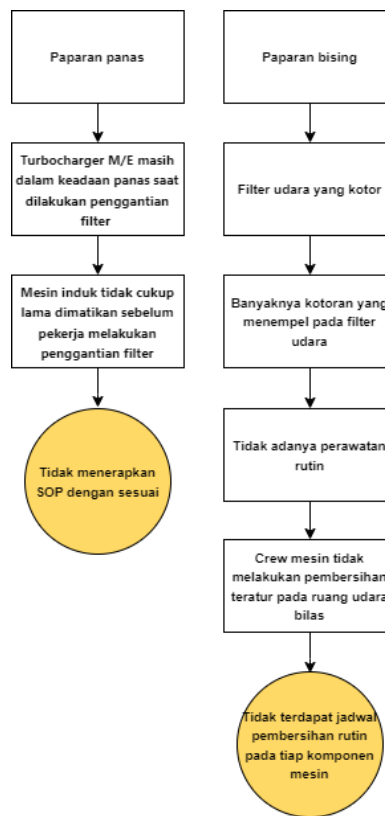 Paparan panas
Turbocharger M/E masih
dalam keadaan panas saat
dilakukan penggantian
filter
Mesin induk tidak cukup
lama dimatikan sebelum
pekerja melakukan
penggantian filter
Tidak menerapkan
SOP dengan sesuai
Paparan bising
Filter udara yang kotor
Banyaknya kotoran yang
menempel pada filter
udara
Tidak adanya perawatan
rutin
Crew mesin tidak
melakukan pembersihan
teratur pada ruang udara
bilas
Tidak terdapat jadwal
pembersihan rutin
pada tiap komponen
mesin